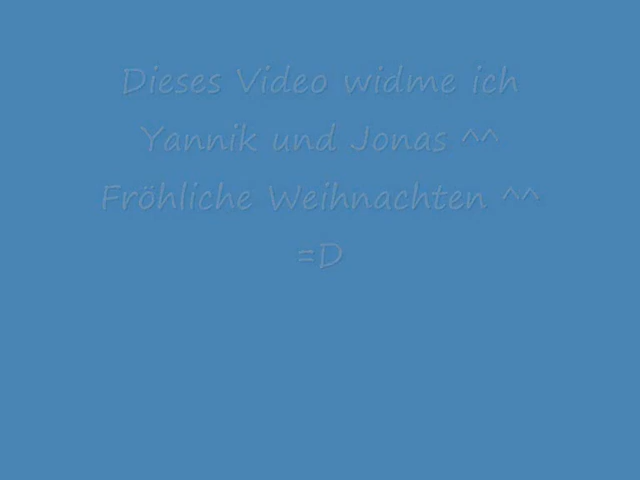 Dieses Video widme ich
Yannik und Jonas ^^
Fröhliche Weihnachten ^^
=D